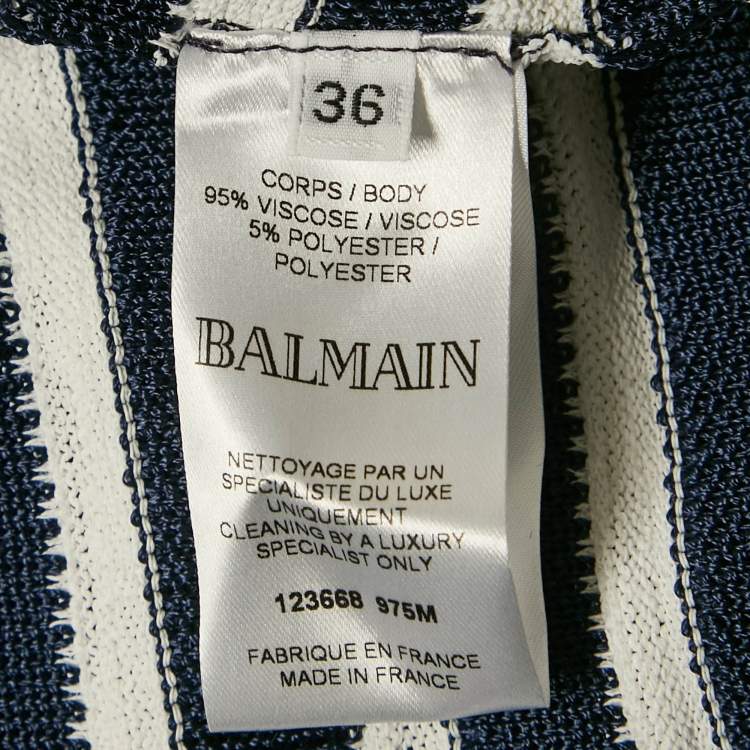 36
CORPS / BODY
95% VISCOSE / VISCOSE
5% POLYESTER /
POLYESTER
BALMAIN
NETTOYAGE PAR UN
SPECIALISTE DU LUXE
UNIQUEMENT
CLEANING BY A LUXURY
SPECIALIST ONLY
123668 975M
FABRIQUE EN FRANCE
MADE IN FRANCE